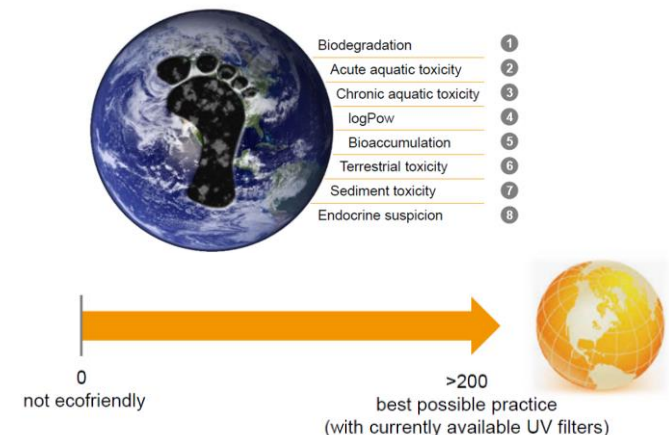 Biodegradation 1
Acute aquatic toxicity 2
Chronic aquatic toxicity 3
logPow 4
Bioaccumulation 5
Terrestrial toxicity 6
Sediment toxicity 7
Endocrine suspicion 8
0
not ecofriendly
>200
best possible practice
(with currently available UV filters)